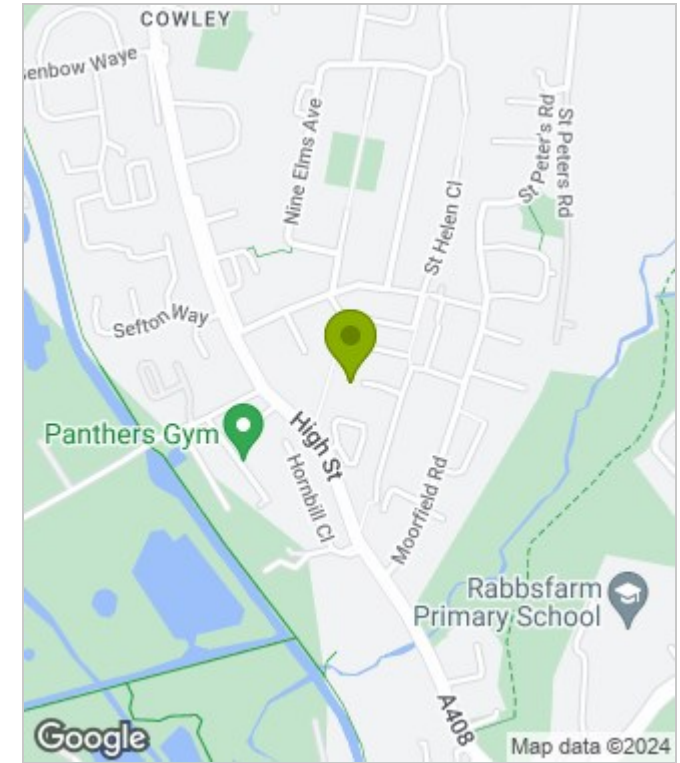 COWLEY
enbow Waye
Nine Elms Ave
St Peter's Rd
St Peters Rd
St Helen Cl
Sefton Way
Panthers Gym
High St
Hornbill Cl
Moorfield Rd
Rabbsfarm
Primary School
A408
Google
Map data ©2024